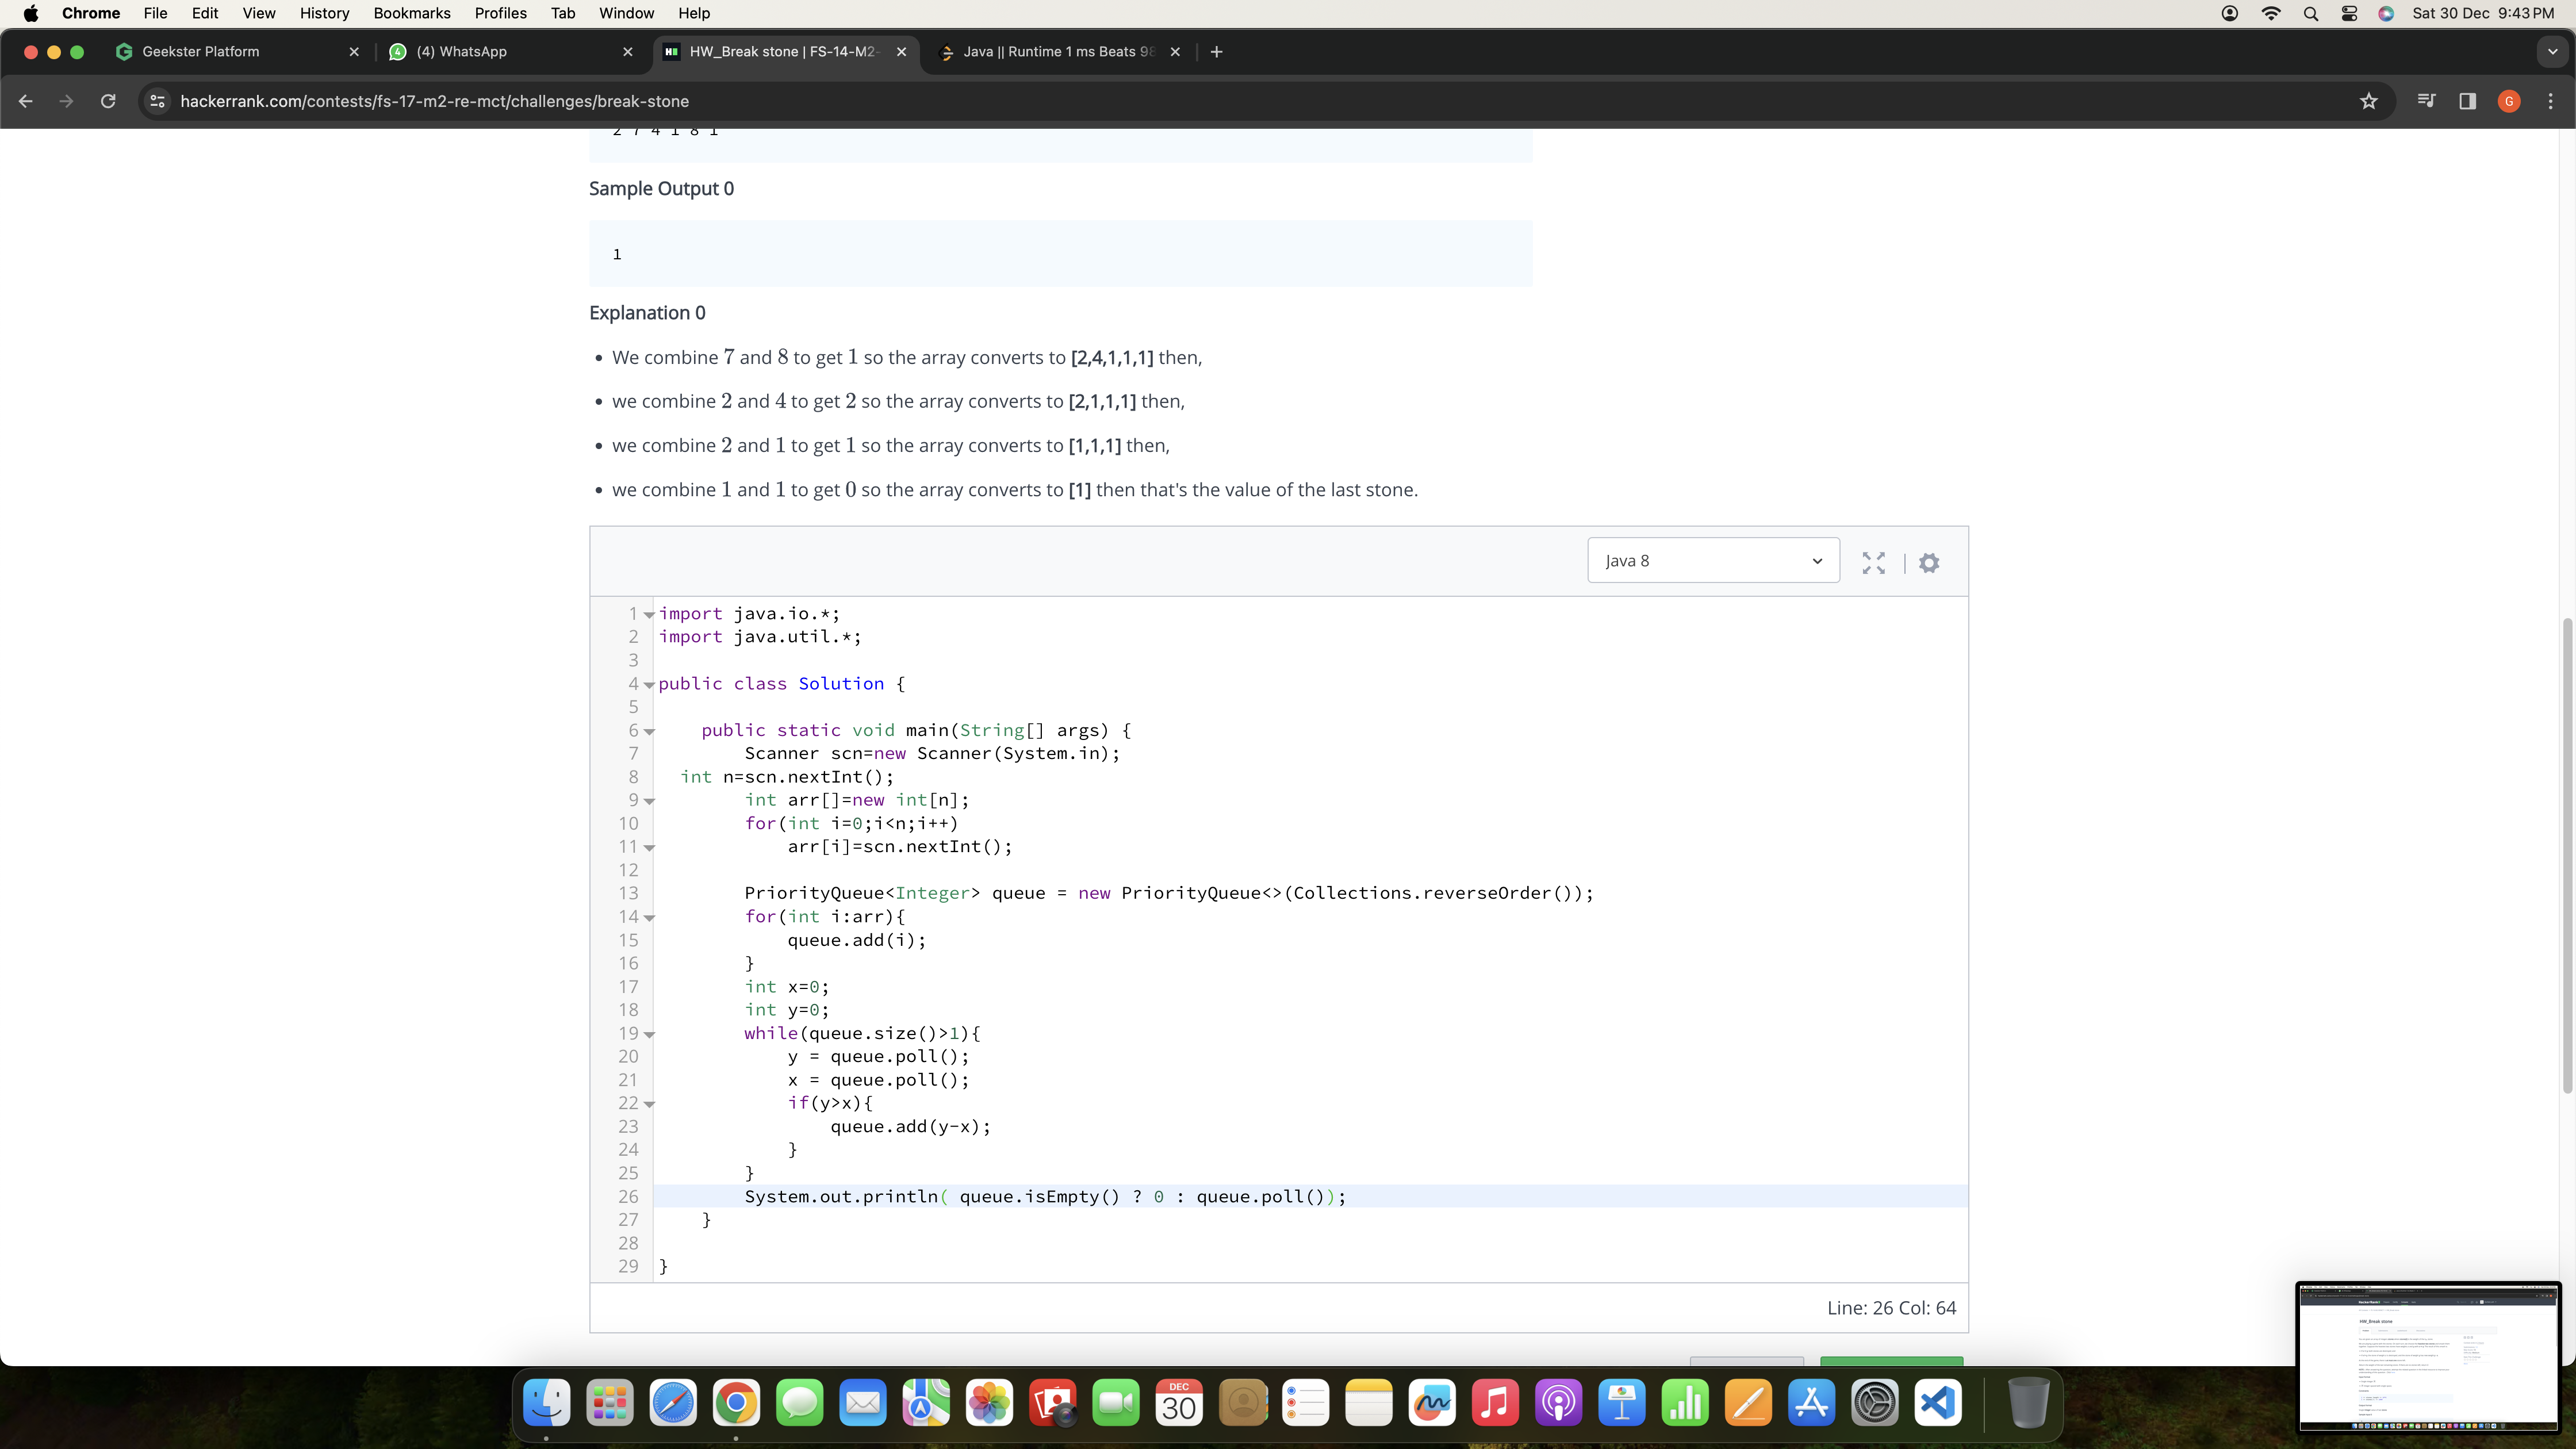 Chrome File Edit View History Bookmarks Profiles Tab Window Help Sat 30 Dec 9:43 PM
Geekster Platform (4) WhatsApp HW_Break stone | FS-14-M2- Java || Runtime 1 ms Beats 98
hackerrank.com/contests/fs-17-m2-re-mct/challenges/break-stone G
2 7 4 1 8 1
Sample Output 0
1
Explanation 0
• We combine 7 and 8 to get 1 so the array converts to [2,4,1,1,1] then,
• we combine 2 and 4 to get 2 so the array converts to [2,1,1,1] then,
• we combine 2 and 1 to get 1 so the array converts to [1,1,1] then,
• we combine 1 and 1 to get 0 so the array converts to [1] then that's the value of the last stone.
Java 8
1 import java.io.*;
2 import java.util.*;
3
4 public class Solution {
5
6 public static void main(String[] args) {
7 Scanner scn=new Scanner(System.in);
8 int n=scn.nextInt();
9 int arr[]=new int[n];
10 for(int i=0;i<n;i++)
11 arr[i]=scn.nextInt();
12
13 PriorityQueue<Integer> queue = new PriorityQueue<>(Collections.reverseOrder());
14 for(int i:arr){
15 queue.add(i);
16 }
17 int x=0;
18 int y=0;
19 while(queue.size()>1){
20 y = queue.poll();
21 x = queue.poll();
22 if(y>x){
23 queue.add(y-x);
24 }
25 }
26 System.out.println( queue.isEmpty() ? 0 : queue.poll());
27 }
28
29 }
Line: 26 Col: 64
HW_Break stone
DEC
30